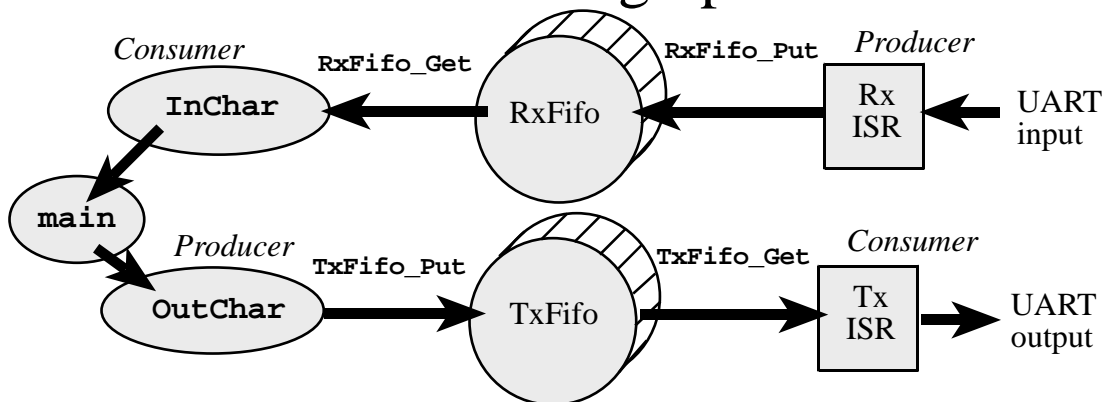 Consumer
RxFifo_Get
RxFifo_Put
Producer
InChar
RxFifo
Rx
ISR
UART
input
main
Producer
TxFifo_Put
TxFifo_Get
Consumer
OutChar
TxFifo
Tx
ISR
UART
output